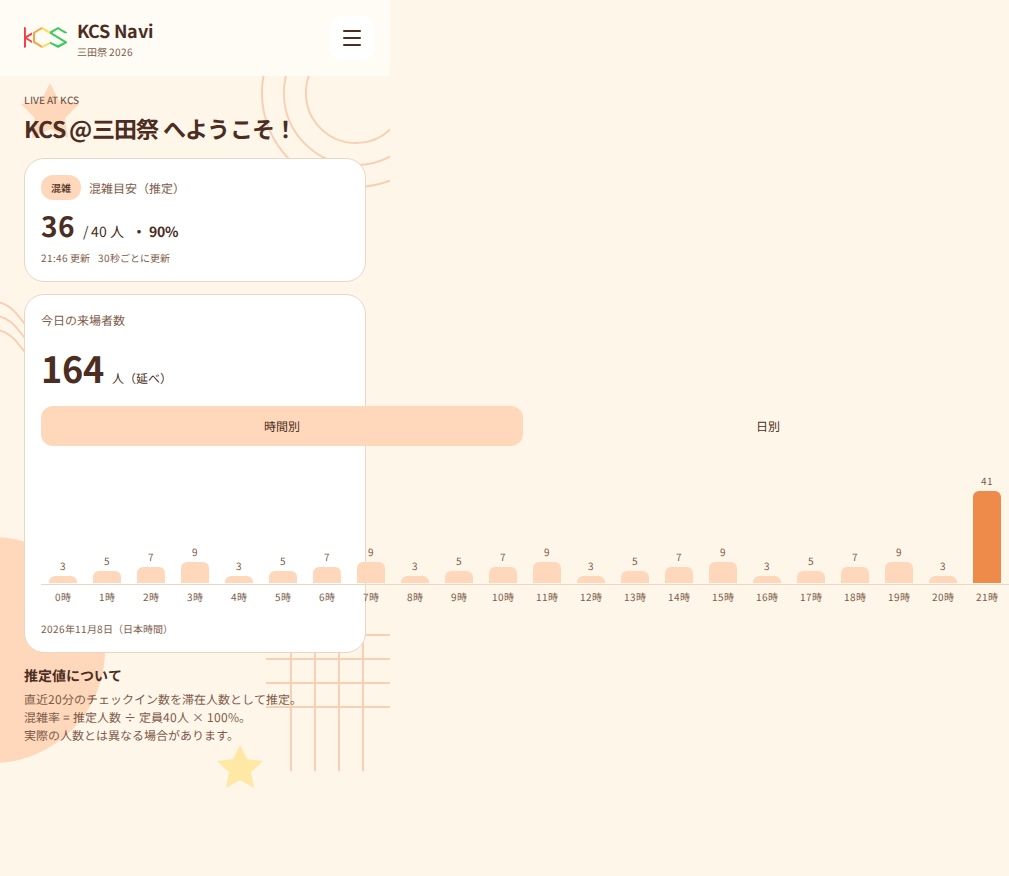 KCS
KCS Navi
三田祭 2026
LIVE AT KCS
KCS @三田祭 へようこそ！
混雑 混雑目安（推定）
36 / 40 人 ・ 90%
21:46 更新 30秒ごとに更新
今日の来場者数
164 人（延べ）
時間別 日別
3 5 7 9 3 5 7 9 3 5 7 9 3 5 7 9 3 5 7 9 3 41
0時 1時 2時 3時 4時 5時 6時 7時 8時 9時 10時 11時 12時 13時 14時 15時 16時 17時 18時 19時 20時 21時
2026年11月8日（日本時間）
推定値について
直近20分のチェックイン数を滞在人数として推定。
混雑率 = 推定人数 ÷ 定員40人 × 100%。
実際の人数とは異なる場合があります。